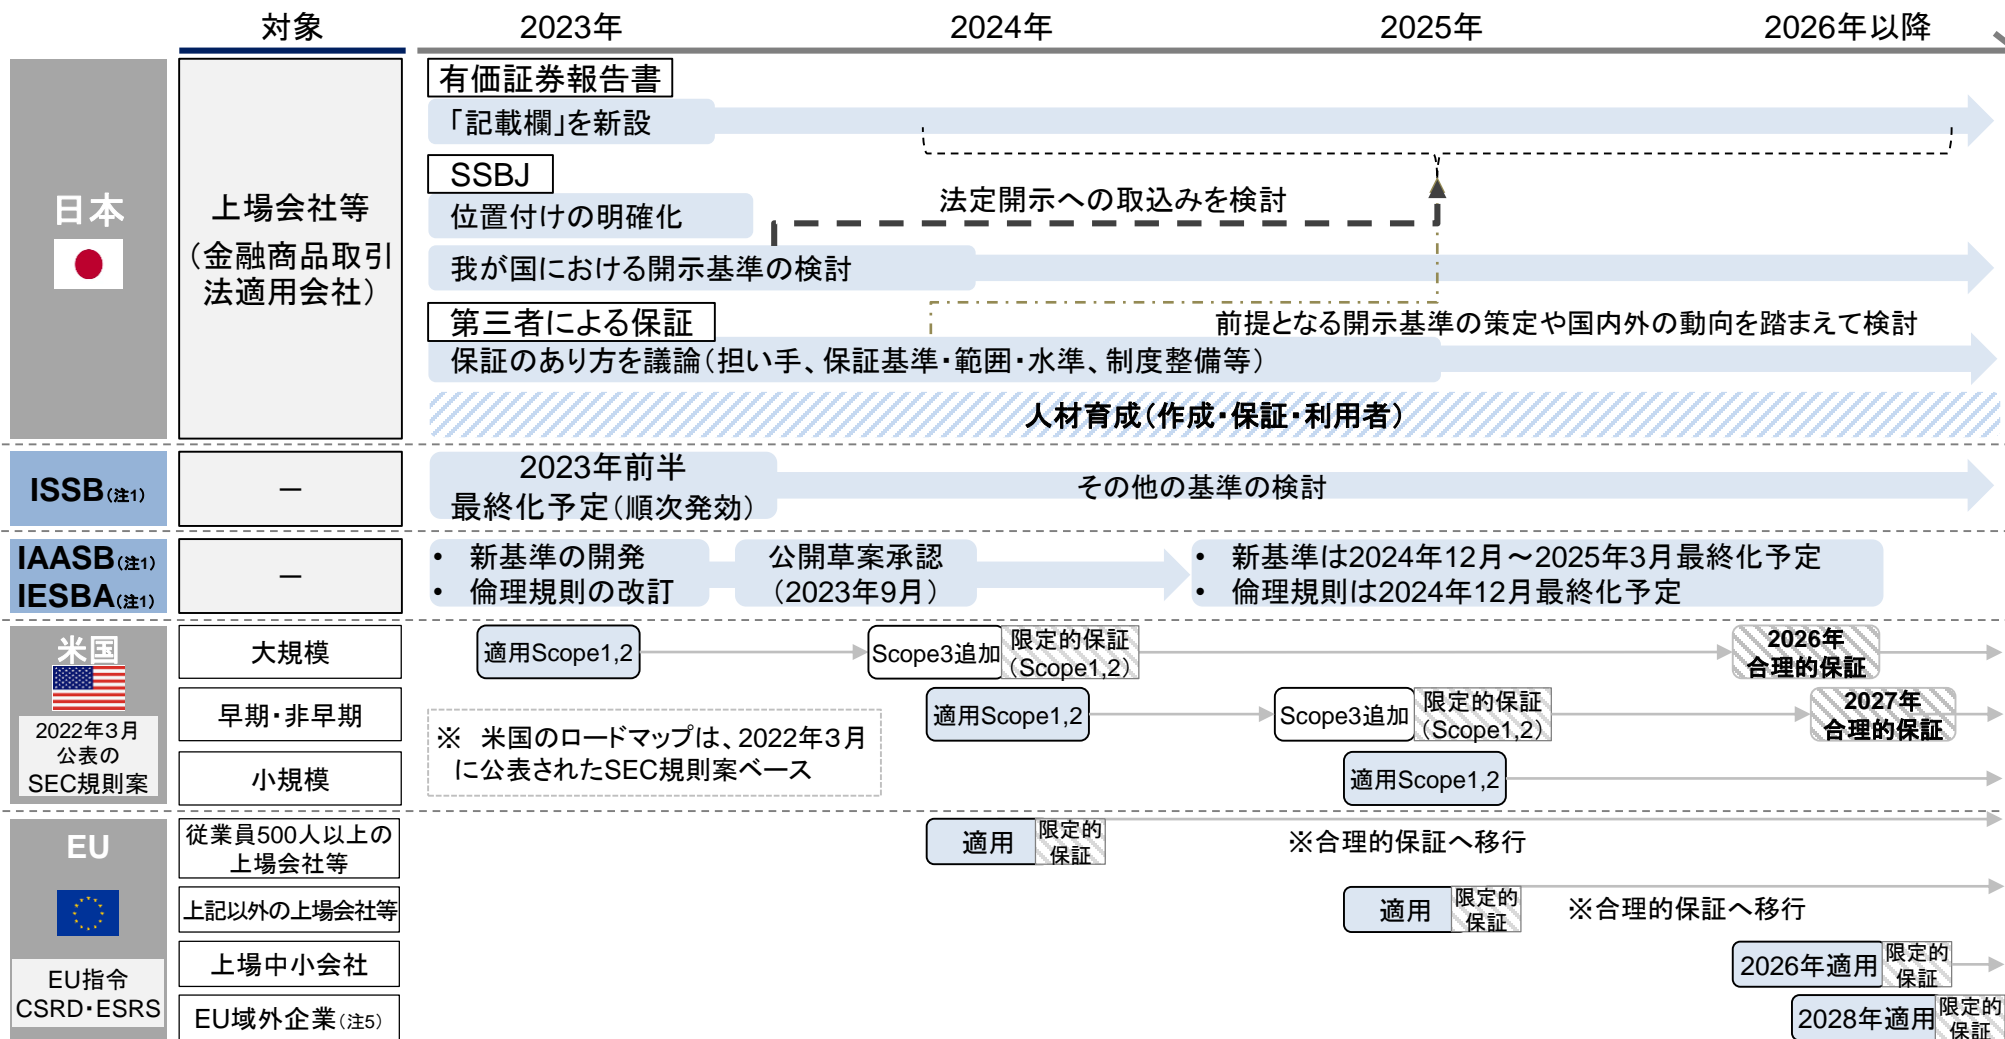 対象
2023年
2024年
2025年
2026年以降
日本
上場会社等
（金融商品取引
法適用会社）
有価証券報告書
「記載欄」を新設
SSBJ
位置付けの明確化
法定開示への取込みを検討
我が国における開示基準の検討
第三者による保証
前提となる開示基準の策定や国内外の動向を踏まえて検討
保証のあり方を議論（担い手、保証基準・範囲・水準、制度整備等）
人材育成（作成・保証・利用者）
ISSB（注1）
－
2023年前半
最終化予定（順次発効）
その他の基準の検討
IAASB（注1）
IESBA（注1）
－
• 新基準の開発
• 倫理規則の改訂
公開草案承認
（2023年9月）
• 新基準は2024年12月～2025年3月最終化予定
• 倫理規則は2024年12月最終化予定
米国
2022年3月
公表の
SEC規則案
大規模
適用Scope1,2
Scope3追加
限定的保証
（Scope1,2）
2026年
合理的保証
早期・非早期
適用Scope1,2
Scope3追加
限定的保証
（Scope1,2）
2027年
合理的保証
※ 米国のロードマップは、2022年3月
に公表されたSEC規則案ベース
小規模
適用Scope1,2
EU
EU指令
CSRD・ESRS
従業員500人以上の
上場会社等
適用
限定的
保証
※合理的保証へ移行
上記以外の上場会社等
適用
限定的
保証
※合理的保証へ移行
上場中小会社
2026年適用
限定的
保証
EU域外企業（注5）
2028年適用
限定的
保証